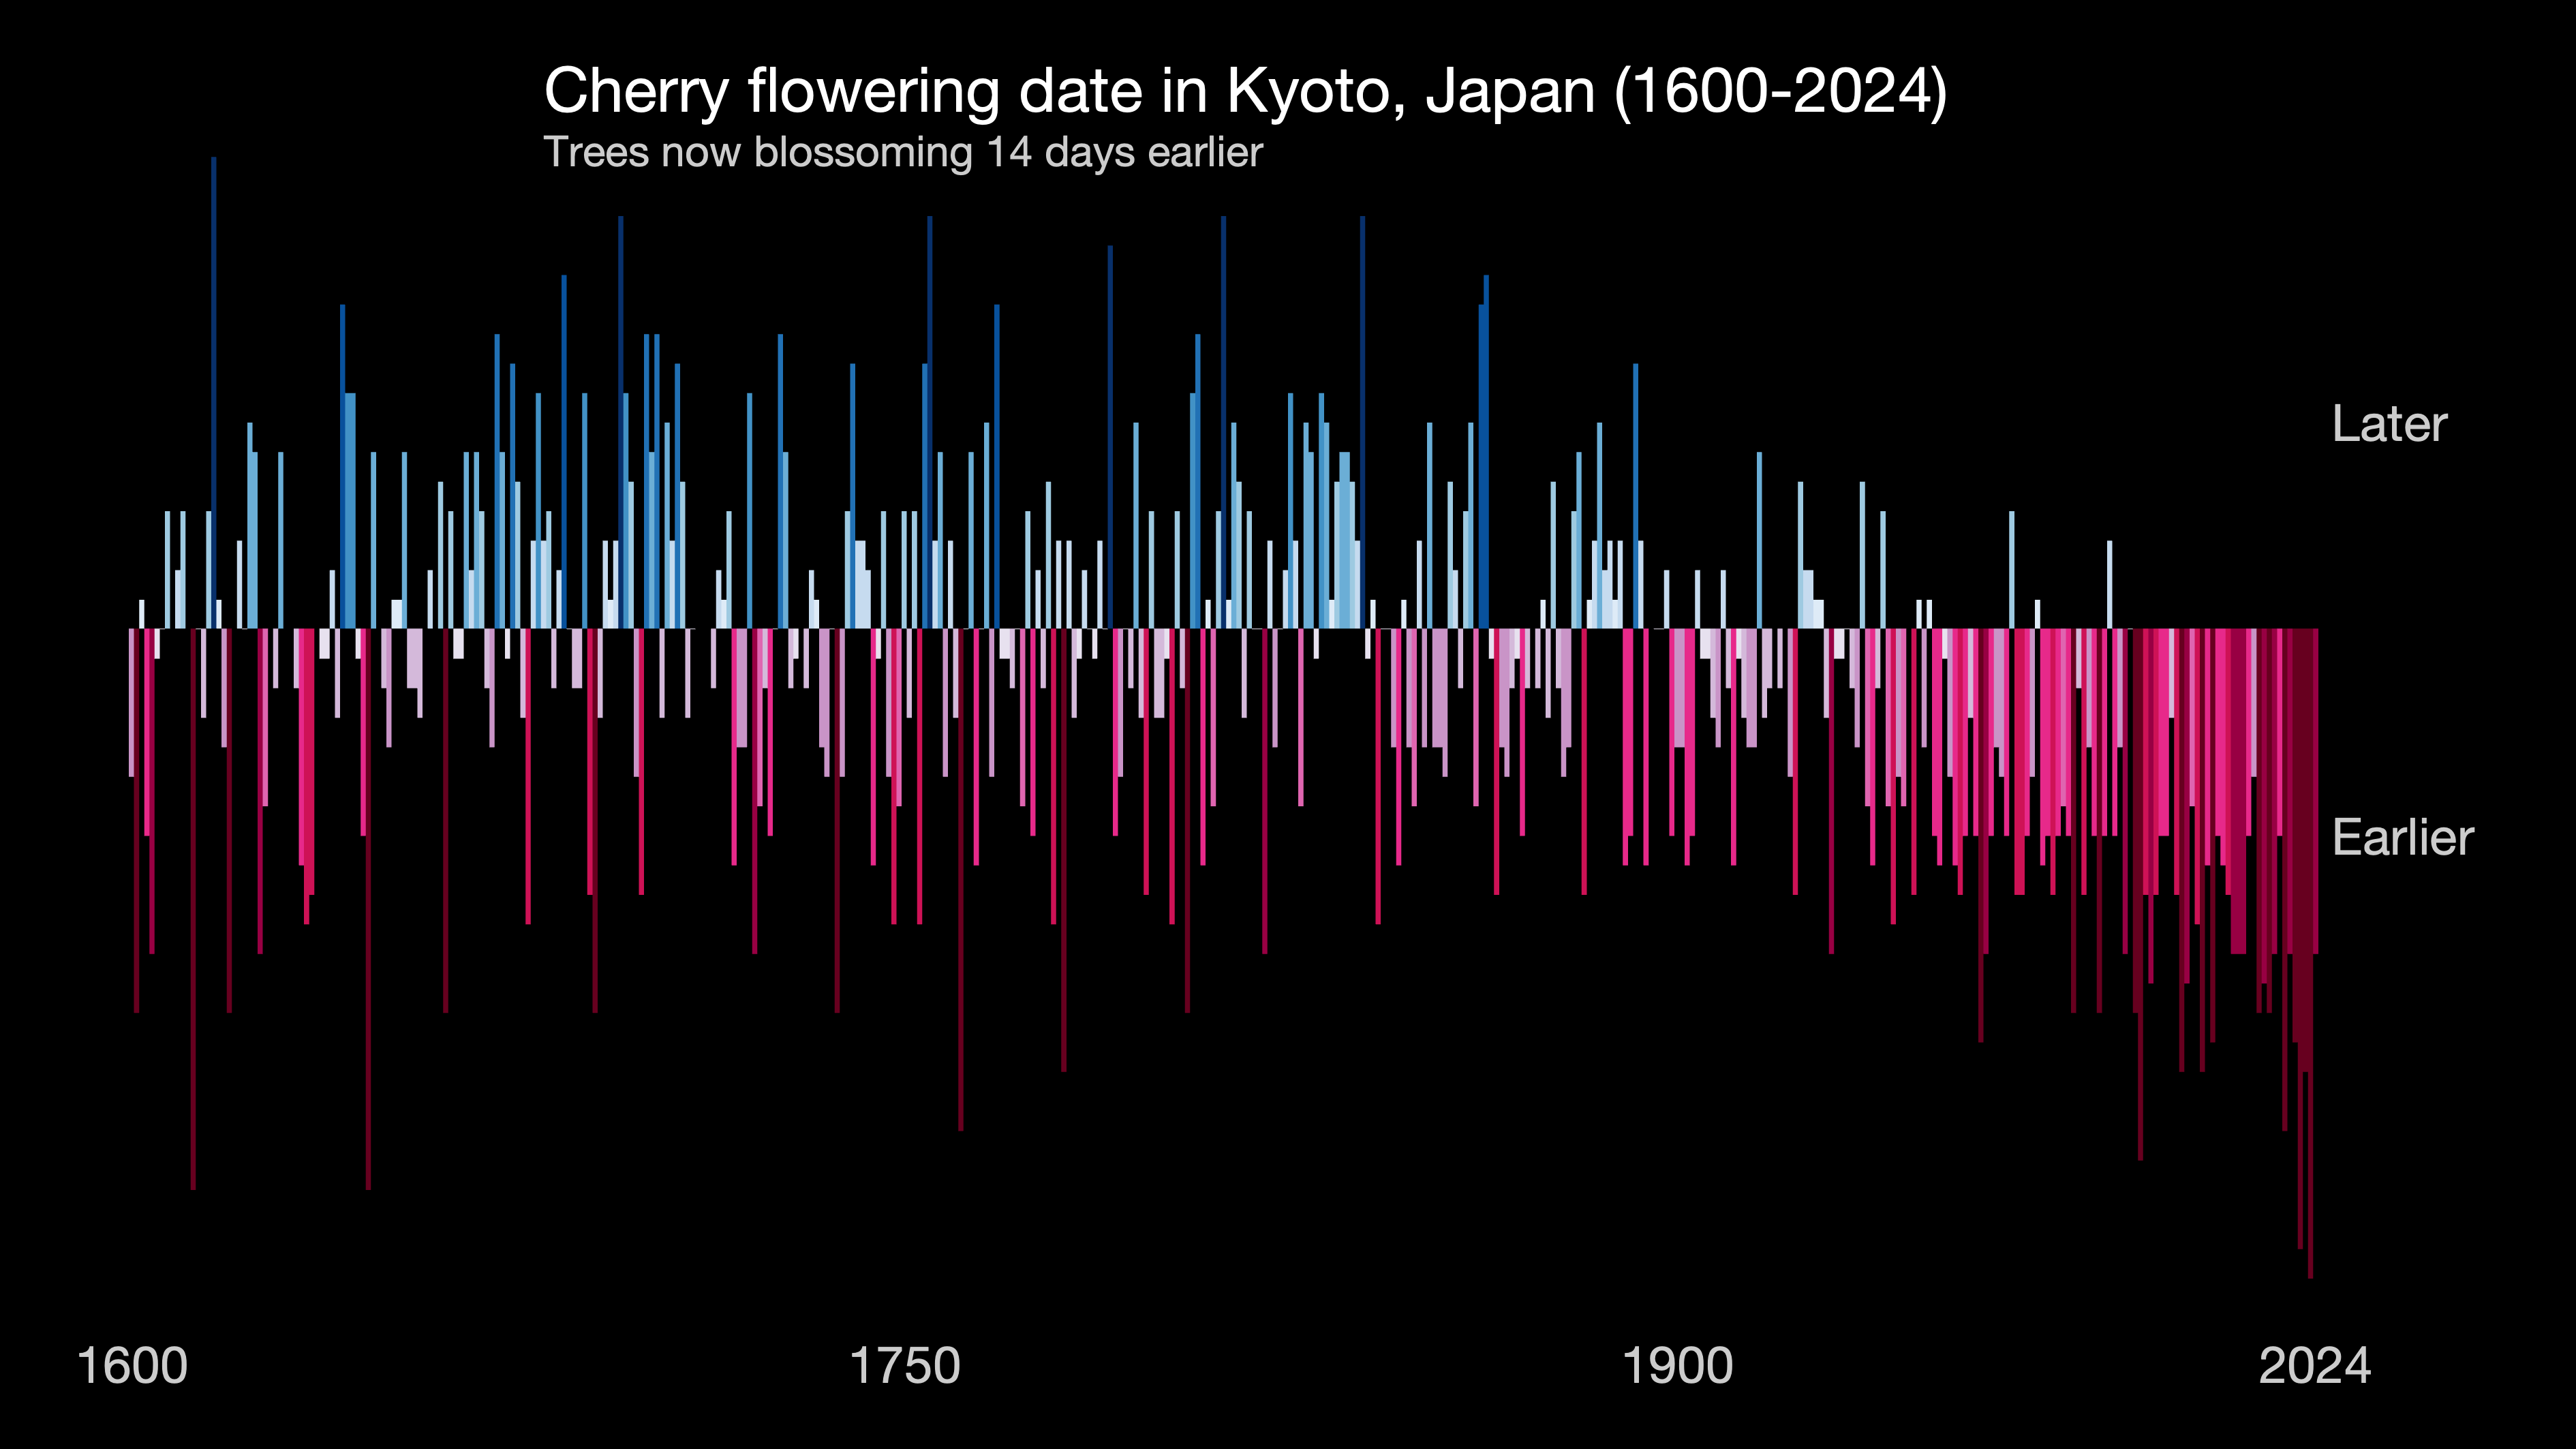 Cherry flowering date in Kyoto, Japan (1600-2024)
Trees now blossoming 14 days earlier
Later
Earlier
1600
1750
1900
2024